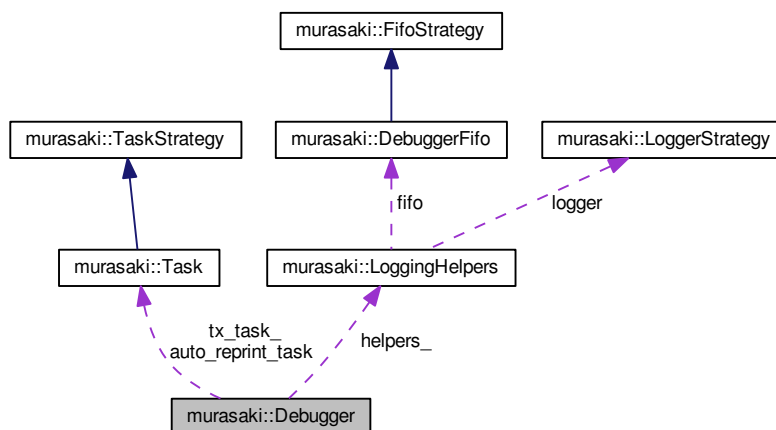 murasaki::FifoStrategy
murasaki::TaskStrategy
murasaki::DebuggerFifo
murasaki::LoggerStrategy
fifo
logger
murasaki::Task
murasaki::LoggingHelpers
tx_task_
auto_reprint_task
helpers_
murasaki::Debugger